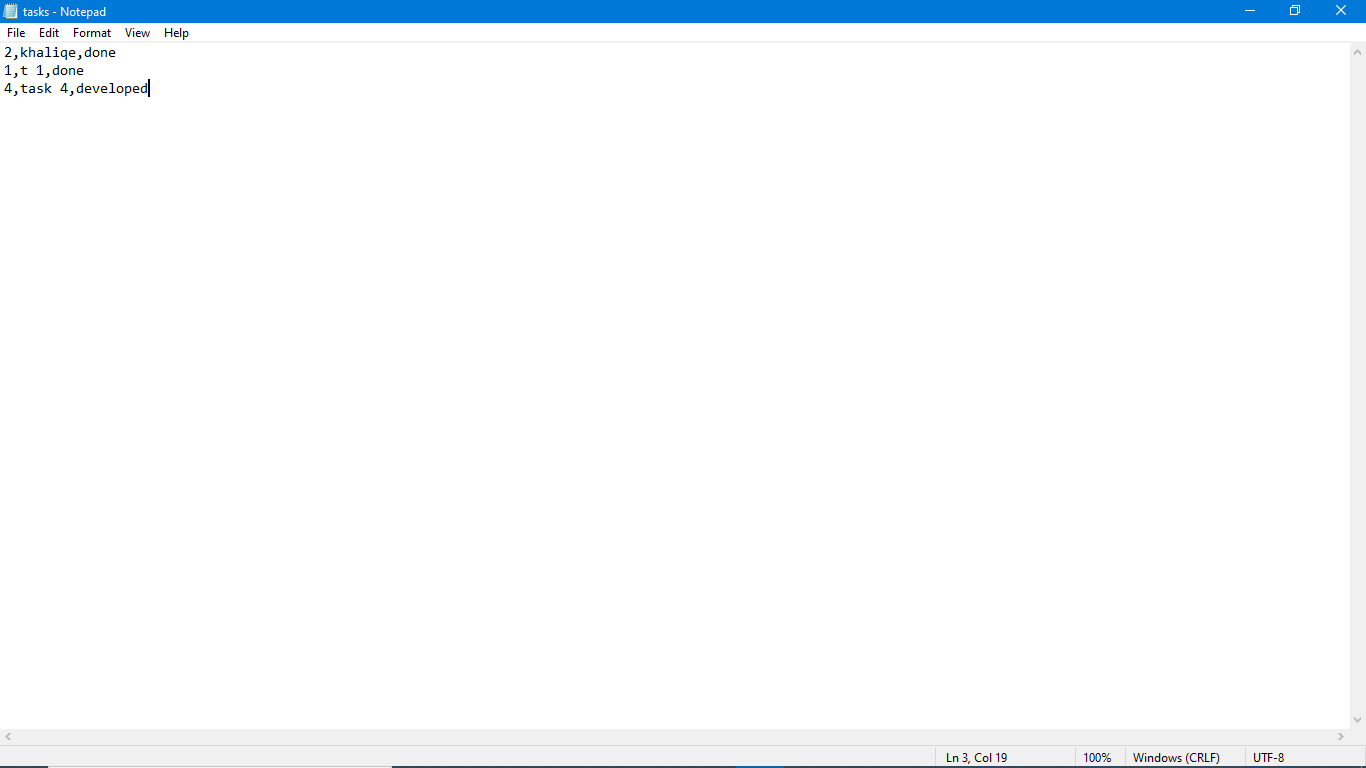 tasks - Notepad
File Edit Format View Help
2,khaliqe,done
1,t 1,done
4,task 4,developed
Ln 3, Col 19 100% Windows (CRLF) UTF-8